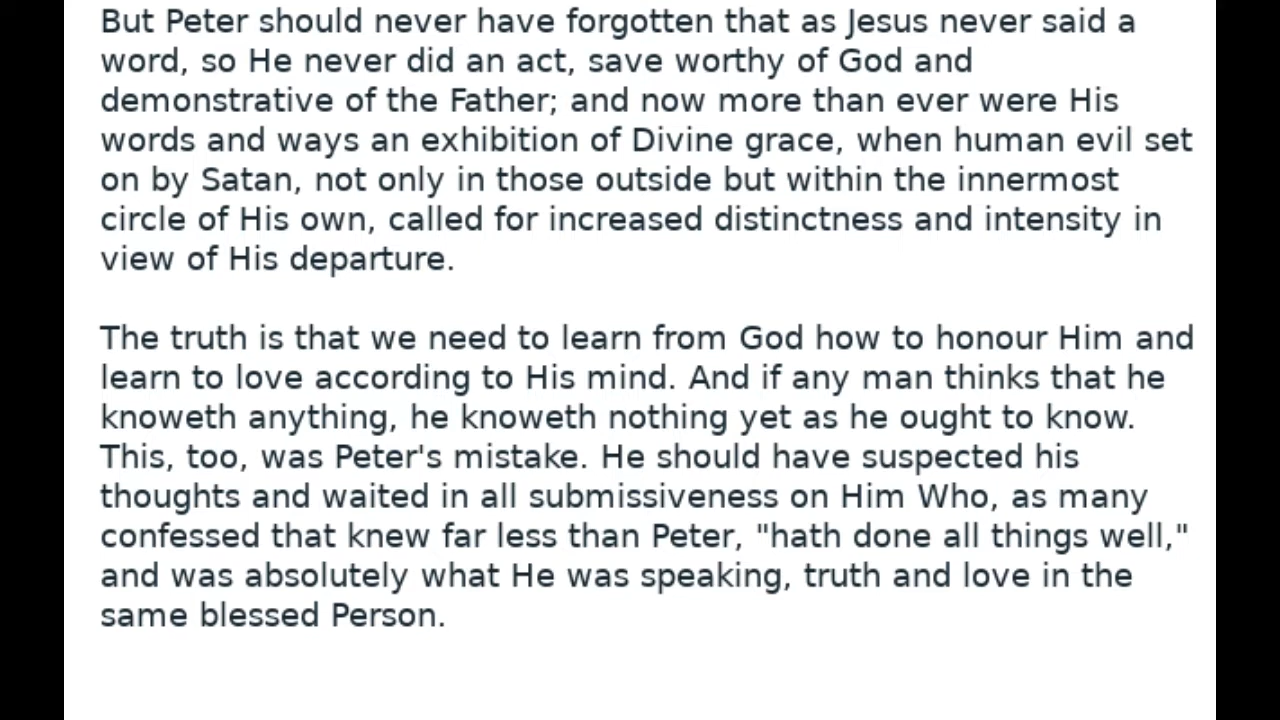 But Peter should never have forgotten that as Jesus never said a
word, so He never did an act, save worthy of God and
demonstrative of the Father; and now more than ever were His
words and ways an exhibition of Divine grace, when human evil set
on by Satan, not only in those outside but within the innermost
circle of His own, called for increased distinctness and intensity in
view of His departure.
The truth is that we need to learn from God how to honour Him and
learn to love according to His mind. And if any man thinks that he
knoweth anything, he knoweth nothing yet as he ought to know.
This, too, was Peter's mistake. He should have suspected his
thoughts and waited in all submissiveness on Him Who, as many
confessed that knew far less than Peter, "hath done all things well,"
and was absolutely what He was speaking, truth and love in the
same blessed Person.